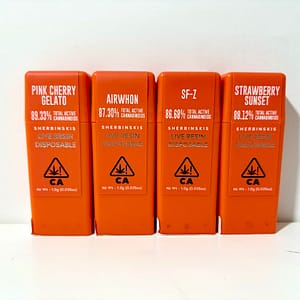 PINK CHERRY
GELATO
89.33% TOTAL ACTIVE
CANNABINOIDS
SHERBINSKIS
LIVE RESIN
DISPOSABLE
CA
AIRWHON
87.30% TOTAL ACTIVE
CANNABINOIDS
SHERBINSKIS
LIVE RESIN
DISPOSABLE
CA
SF-Z
86.68% TOTAL ACTIVE
CANNABINOIDS
SHERBINSKIS
LIVE RESIN
DISPOSABLE
CA
STRAWBERRY
SUNSET
88.12% TOTAL ACTIVE
CANNABINOIDS
SHERBINSKIS
LIVE RESIN
DISPOSABLE
CA